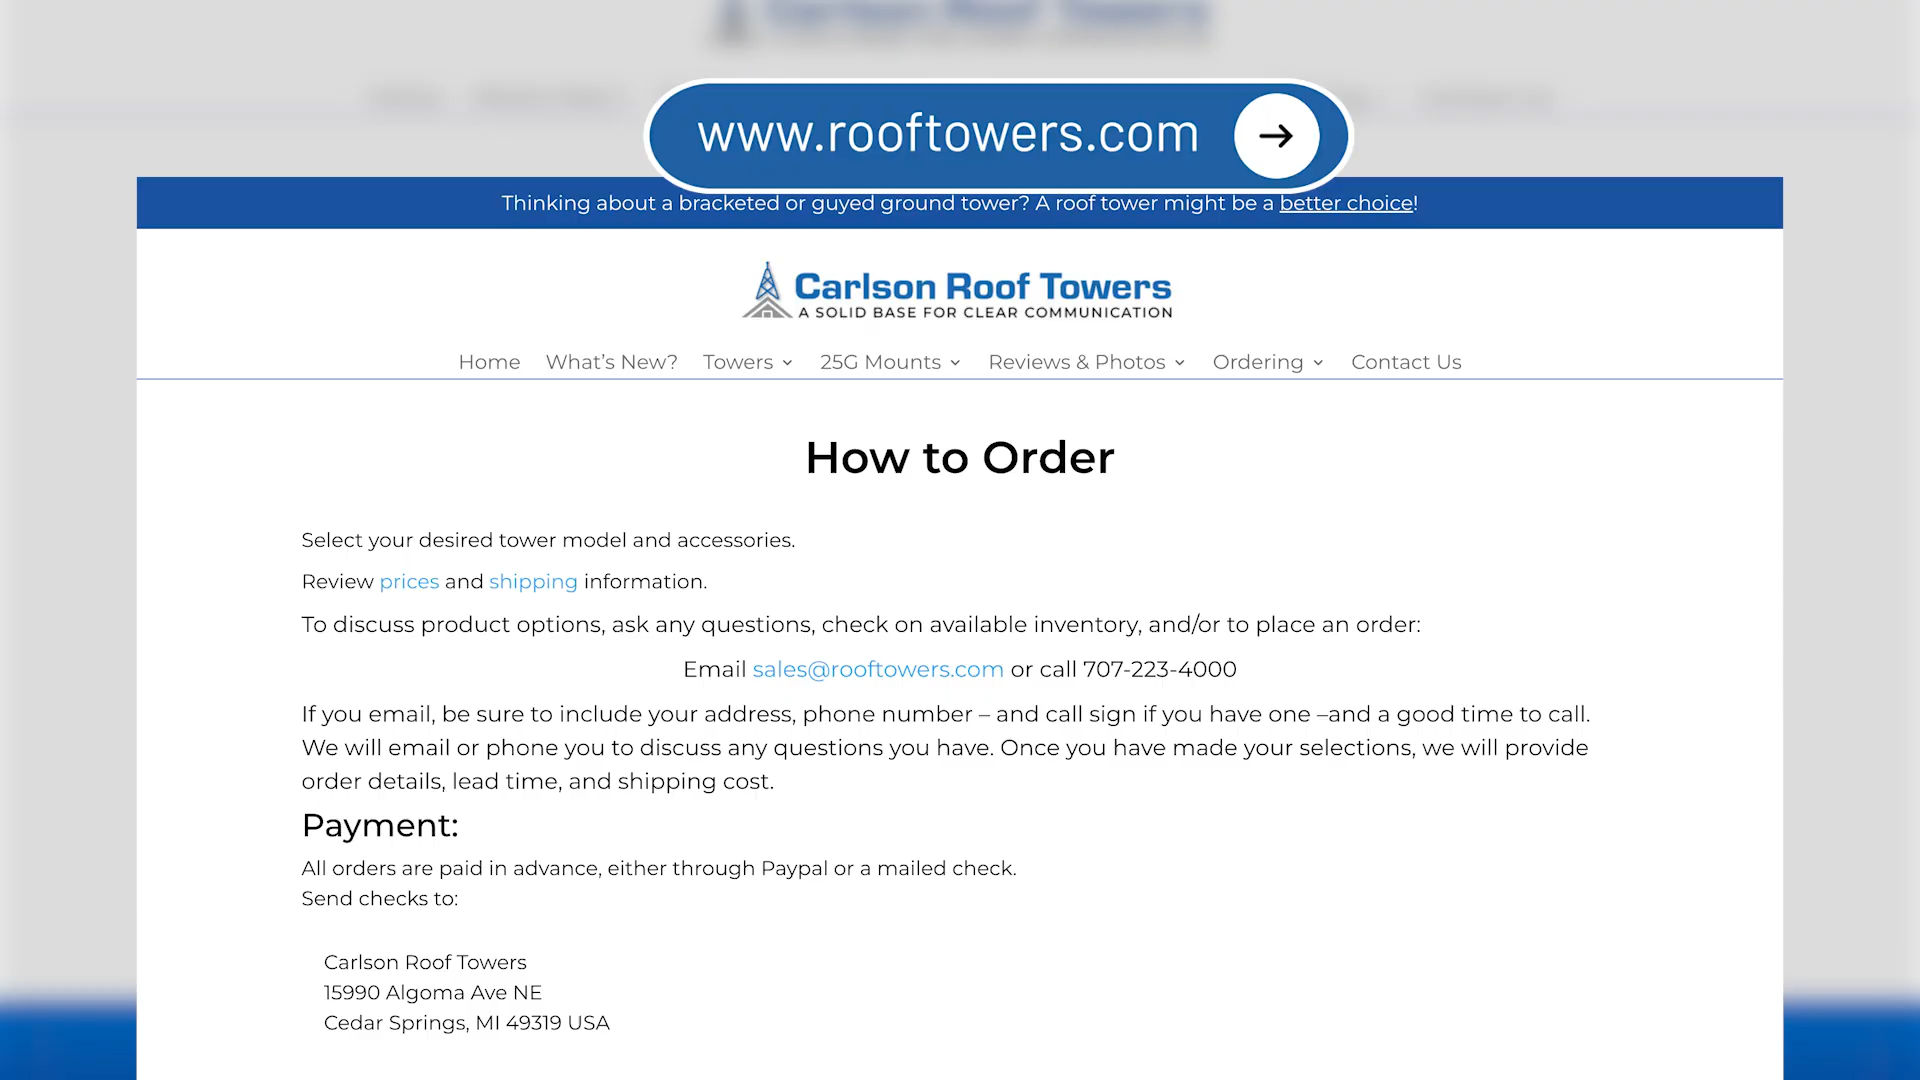 www.rooftowers.com
Thinking about a bracketed or guyed ground tower? A roof tower might be a better choice!
Carlson Roof Towers
A SOLID BASE FOR CLEAR COMMUNICATION
Home What's New? Towers 25G Mounts Reviews & Photos Ordering Contact Us
How to Order
Select your desired tower model and accessories.
Review prices and shipping information.
To discuss product options, ask any questions, check on available inventory, and/or to place an order:
Email sales@rooftowers.com or call 707-223-4000
If you email, be sure to include your address, phone number – and call sign if you have one –and a good time to call.
We will email or phone you to discuss any questions you have. Once you have made your selections, we will provide
order details, lead time, and shipping cost.
Payment:
All orders are paid in advance, either through Paypal or a mailed check.
Send checks to:
Carlson Roof Towers
15990 Algoma Ave NE
Cedar Springs, MI 49319 USA